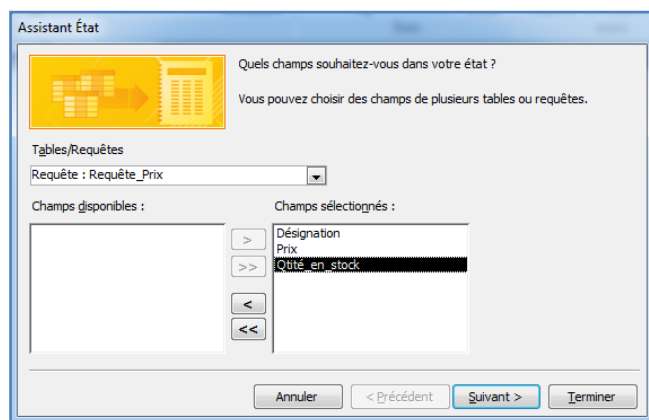 Assistant État
Quels champs souhaitez-vous dans votre état ?
Vous pouvez choisir des champs de plusieurs tables ou requêtes.
Tables/Requêtes
Requête : Requête_Prix
Champs disponibles :
Champs sélectionnés :
Désignation
Prix
Qtité_en_stock
>
>>
<
<<
Annuler
< Précédent
Suivant >
Terminer